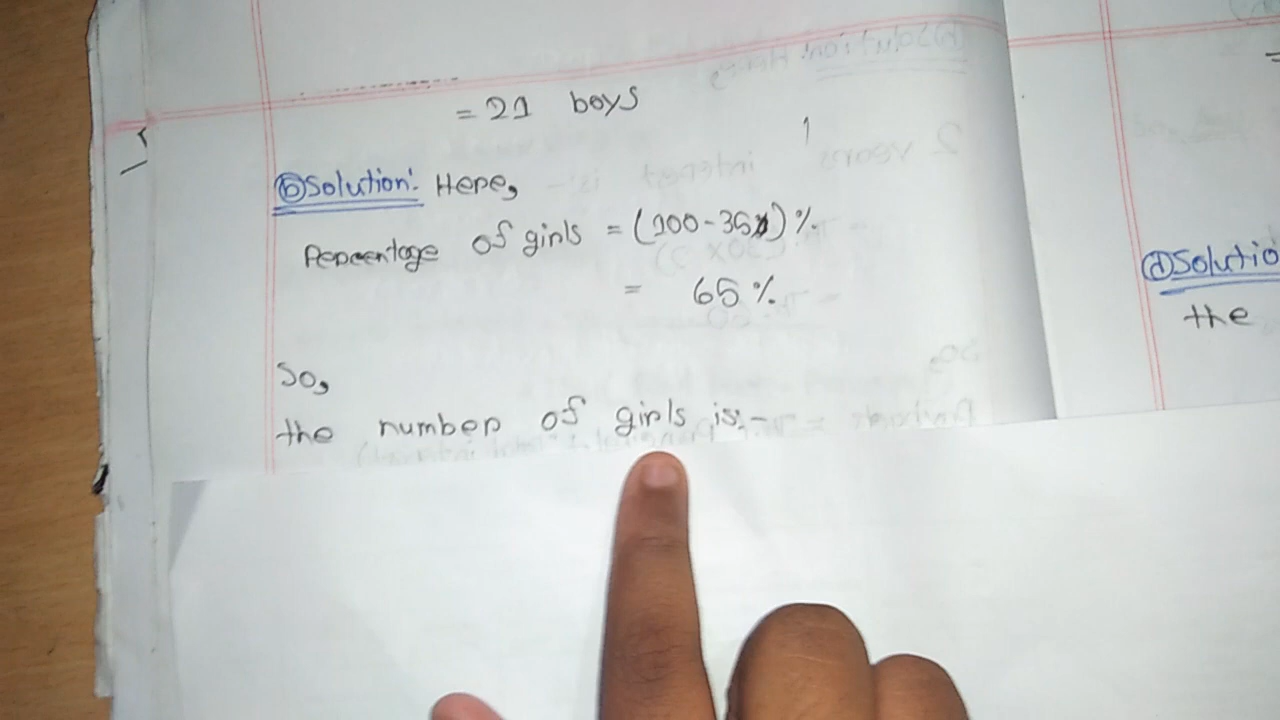 = 21 boys
ⓑ Solution: Here,
Percentage of girls = (100-35) %
= 65 %
So,
the number of girls is:-
ⓓ Solutio
the